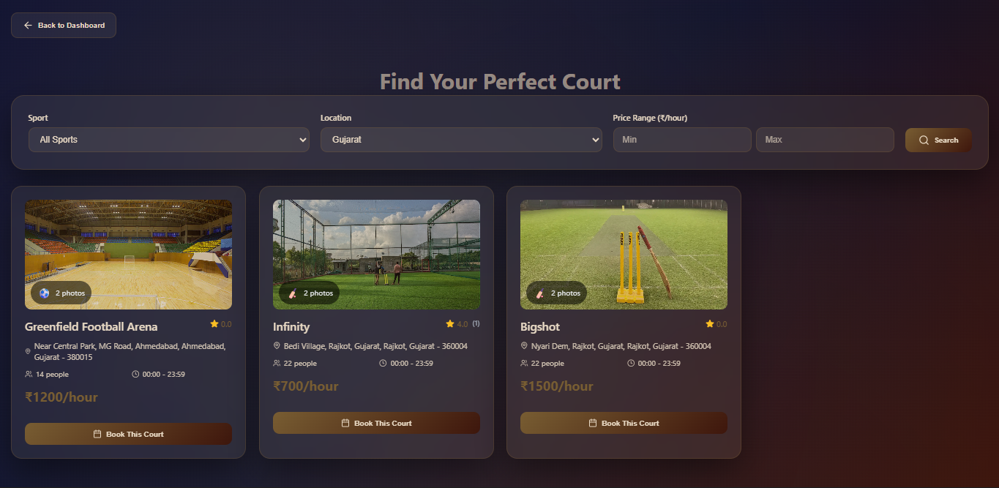 Back to Dashboard
Find Your Perfect Court
Sport
Location
Price Range (₹/hour)
All Sports
Gujarat
Min
Max
Search
2 photos
Greenfield Football Arena
0.0
Near Central Park, MG Road, Ahmedabad, Ahmedabad,
Gujarat - 380015
14 people
00:00 - 23:59
₹1200/hour
Book This Court
2 photos
Infinity
4.0 (1)
Bedi Village, Rajkot, Gujarat, Rajkot, Gujarat - 360004
22 people
00:00 - 23:59
₹700/hour
Book This Court
2 photos
Bigshot
0.0
Nyari Dem, Rajkot, Gujarat, Rajkot, Gujarat - 360004
22 people
00:00 - 23:59
₹1500/hour
Book This Court